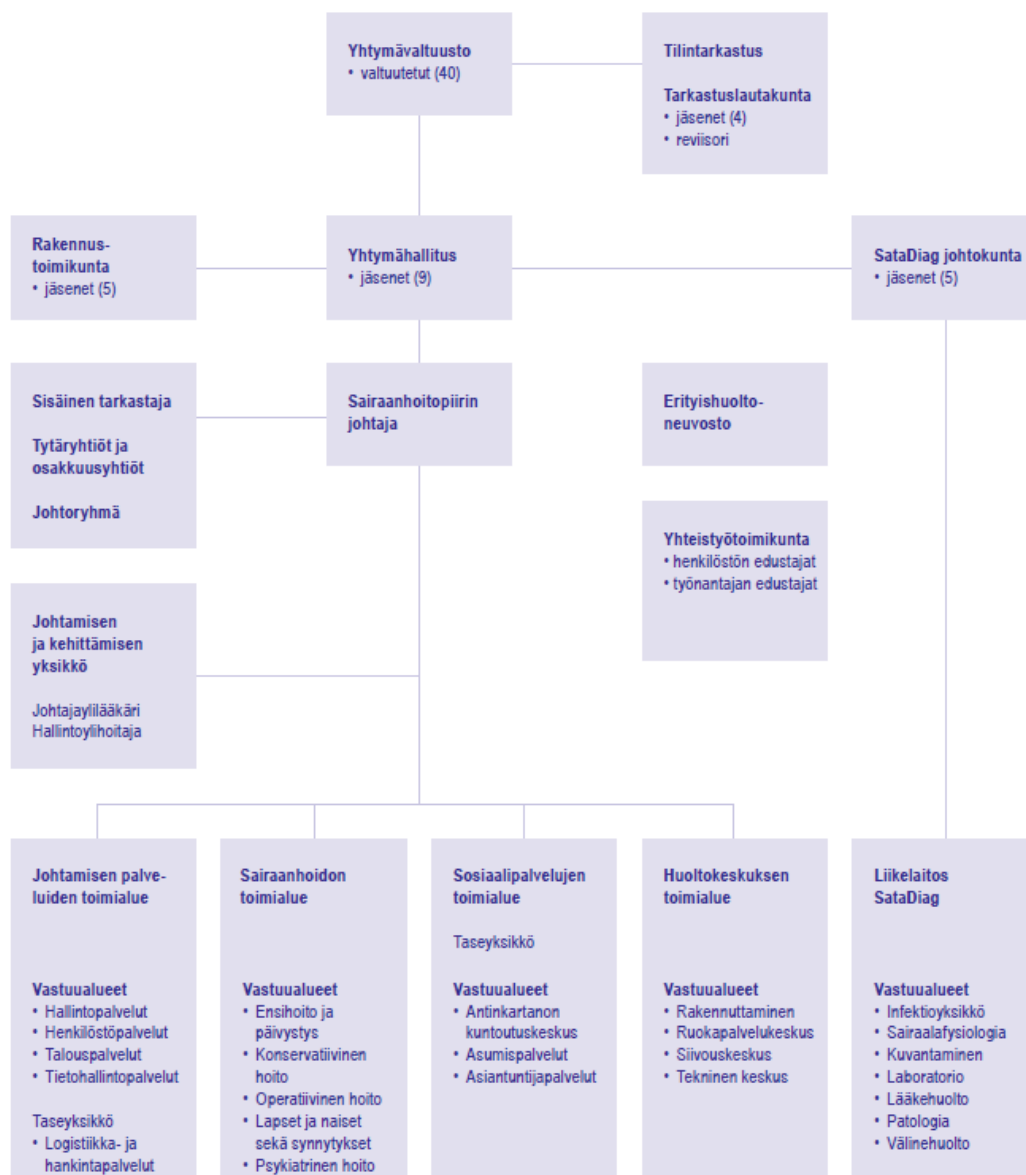 Yhtymävaltuusto
• valtuutetut (40)
Tilintarkastus
Tarkastuslautakunta
• jäsenet (4)
• reviisori
Rakennus-
toimikunta
• jäsenet (5)
Yhtymähallitus
• jäsenet (9)
SataDiag johtokunta
• jäsenet (5)
Sisäinen tarkastaja
Tytäryhtiöt ja
osakkuusyhtiöt
Johtoryhmä
Sairaanhoitopiirin
johtaja
Erityishuolto-
neuvosto
Yhteistyötoimikunta
• henkilöstön edustajat
• työnantajan edustajat
Johtamisen
ja kehittämisen
yksikkö
Johtajaylilääkäri
Hallintoylihoitaja
Johtamisen palve-
luiden toimialue
Vastuualueet
• Hallintopalvelut
• Henkilöstöpalvelut
• Talouspalvelut
• Tietohallintopalvelut
Taseyksikkö
• Logistiikka- ja
hankintapalvelut
Sairaanhoidon
toimialue
Vastuualueet
• Ensihoito ja
päivystys
• Konservatiivinen
hoito
• Operatiivinen hoito
• Lapset ja naiset
sekä synnytykset
• Psykiatrinen hoito
Sosiaalipalvelujen
toimialue
Taseyksikkö
Vastuualueet
• Antinkartanon
kuntoutuskeskus
• Asumispalvelut
• Asiantuntijapalvelut
Huoltokeskuksen
toimialue
Vastuualueet
• Rakennuttaminen
• Ruokapalvelukeskus
• Siivouskeskus
• Tekninen keskus
Liikelaitos
SataDiag
Vastuualueet
• Infektioyksikkö
• Sairaalafysiologia
• Kuvantaminen
• Laboratorio
• Lääkehuolto
• Patologia
• Välinehuolto